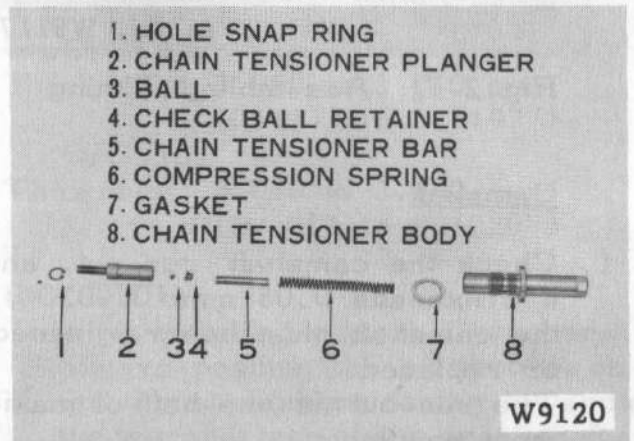 1. HOLE SNAP RING
2. CHAIN TENSIONER PLANGER
3. BALL
4. CHECK BALL RETAINER
5. CHAIN TENSIONER BAR
6. COMPRESSION SPRING
7. GASKET
8. CHAIN TENSIONER BODY
1 2 3 4 5 6 7 8
W9120